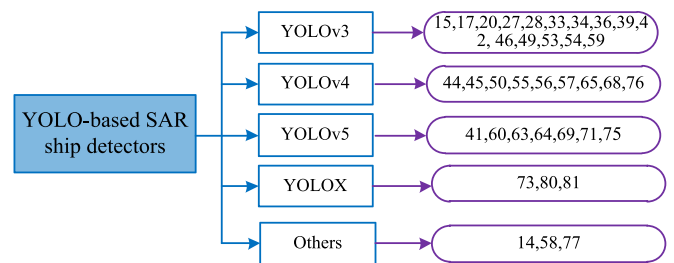 YOLO-based SAR
ship detectors
YOLOv3
15,17,20,27,28,33,34,36,39,4
2, 46,49,53,54,59
YOLOv4
44,45,50,55,56,57,65,68,76
YOLOv5
41,60,63,64,69,71,75
YOLOX
73,80,81
Others
14,58,77